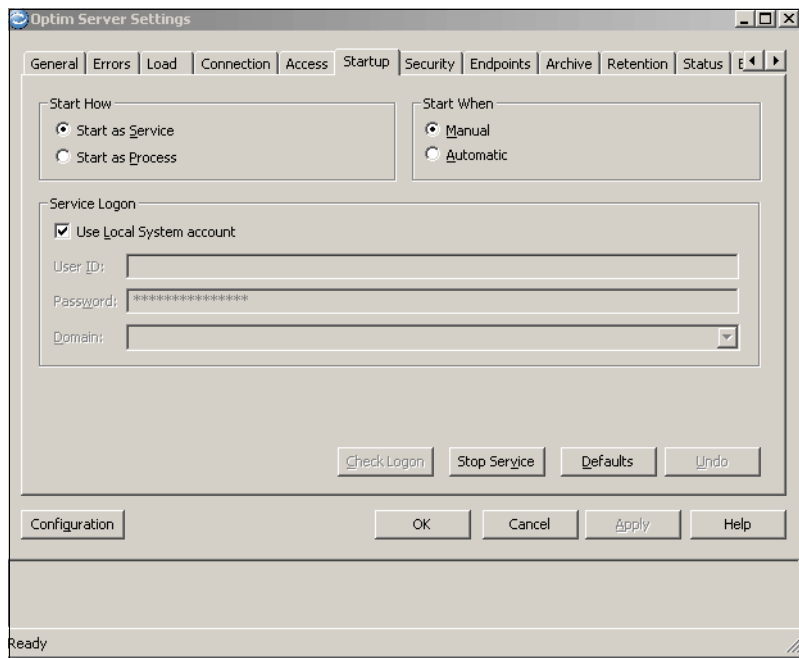 Optim Server Settings
General Errors Load Connection Access Startup Security Endpoints Archive Retention Status
Start How
Start as Service
Start as Process
Start When
Manual
Automatic
Service Logon
Use Local System account
User ID:
Password: ***************
Domain:
Check Logon Stop Service Defaults Undo
Configuration OK Cancel Apply Help
Ready